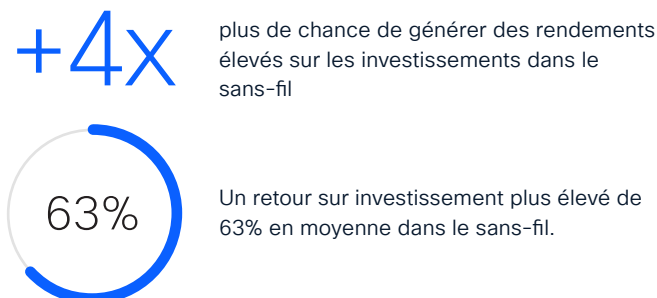 +4x
plus de chance de générer des rendements
élevés sur les investissements dans le
sans-fil
63%
Un retour sur investissement plus élevé de
63% en moyenne dans le sans-fil.